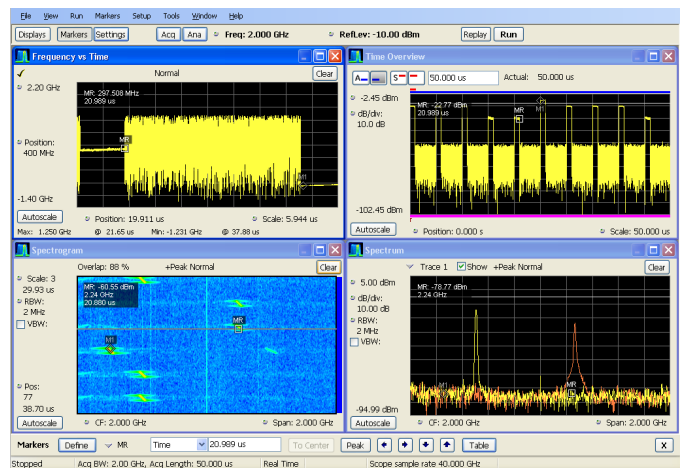 File View Run Markers Setup Tools Window Help
Displays Markers Settings Acq Ana Freq: 2.000 GHz RefLev: -10.00 dBm Replay Run
Frequency vs Time
Normal Clear
2.20 GHz
MR: 297.508 MHz
20.989 us
MR
Position:
400 MHz
M1
-1.40 GHz
Autoscale Position: 19.911 us Scale: 5.944 us
Max: 1.250 GHz @ 21.65 us Min: -1.231 GHz @ 37.88 us
Time Overview
A S 50.000 us Actual: 50.000 us
-2.45 dBm
MR: -22.77 dBm
20.989 us
MR M1
dB/div:
10.0 dB
-102.45 dBm
Autoscale Position: 0.000 s Scale: 50.000 us
Spectrogram
Overlap: 88 % +Peak Normal Clear
Scale: 3
29.93 us
RBW:
2 MHz
VBW:
MR: -60.55 dBm
2.24 GHz
20.880 us
MR
M1
Pos:
77
38.70 us
Autoscale CF: 2.000 GHz Span: 2.000 GHz
Spectrum
Trace 1 Show +Peak Normal Clear
5.00 dBm
MR: -78.77 dBm
2.24 GHz
dB/div:
10.00 dB
RBW:
2 MHz
VBW:
M1 MR
-94.99 dBm
Autoscale CF: 2.000 GHz Span: 2.000 GHz
Markers Define MR Time 20.989 us To Center Peak Table X
Stopped Acq BW: 2.00 GHz, Acq Length: 50.000 us Real Time Scope sample rate 40.000 GHz